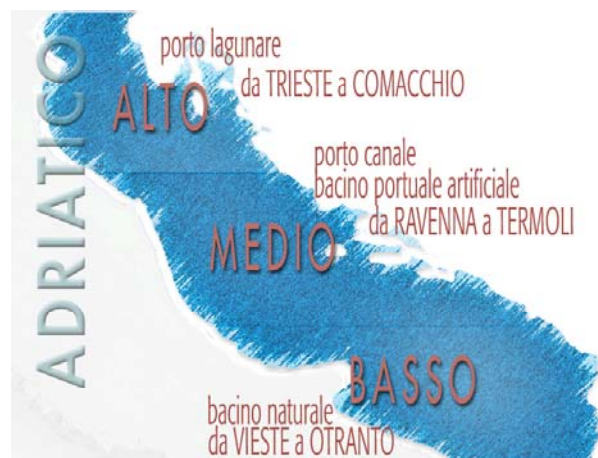 ADRIATICO
porto lagunare
da TRIESTE a COMACCHIO
ALTO
porto canale
bacino portuale artificiale
da RAVENNA a TERMOLI
MEDIO
BASSO
bacino naturale
da VIESTE a OTRANTO